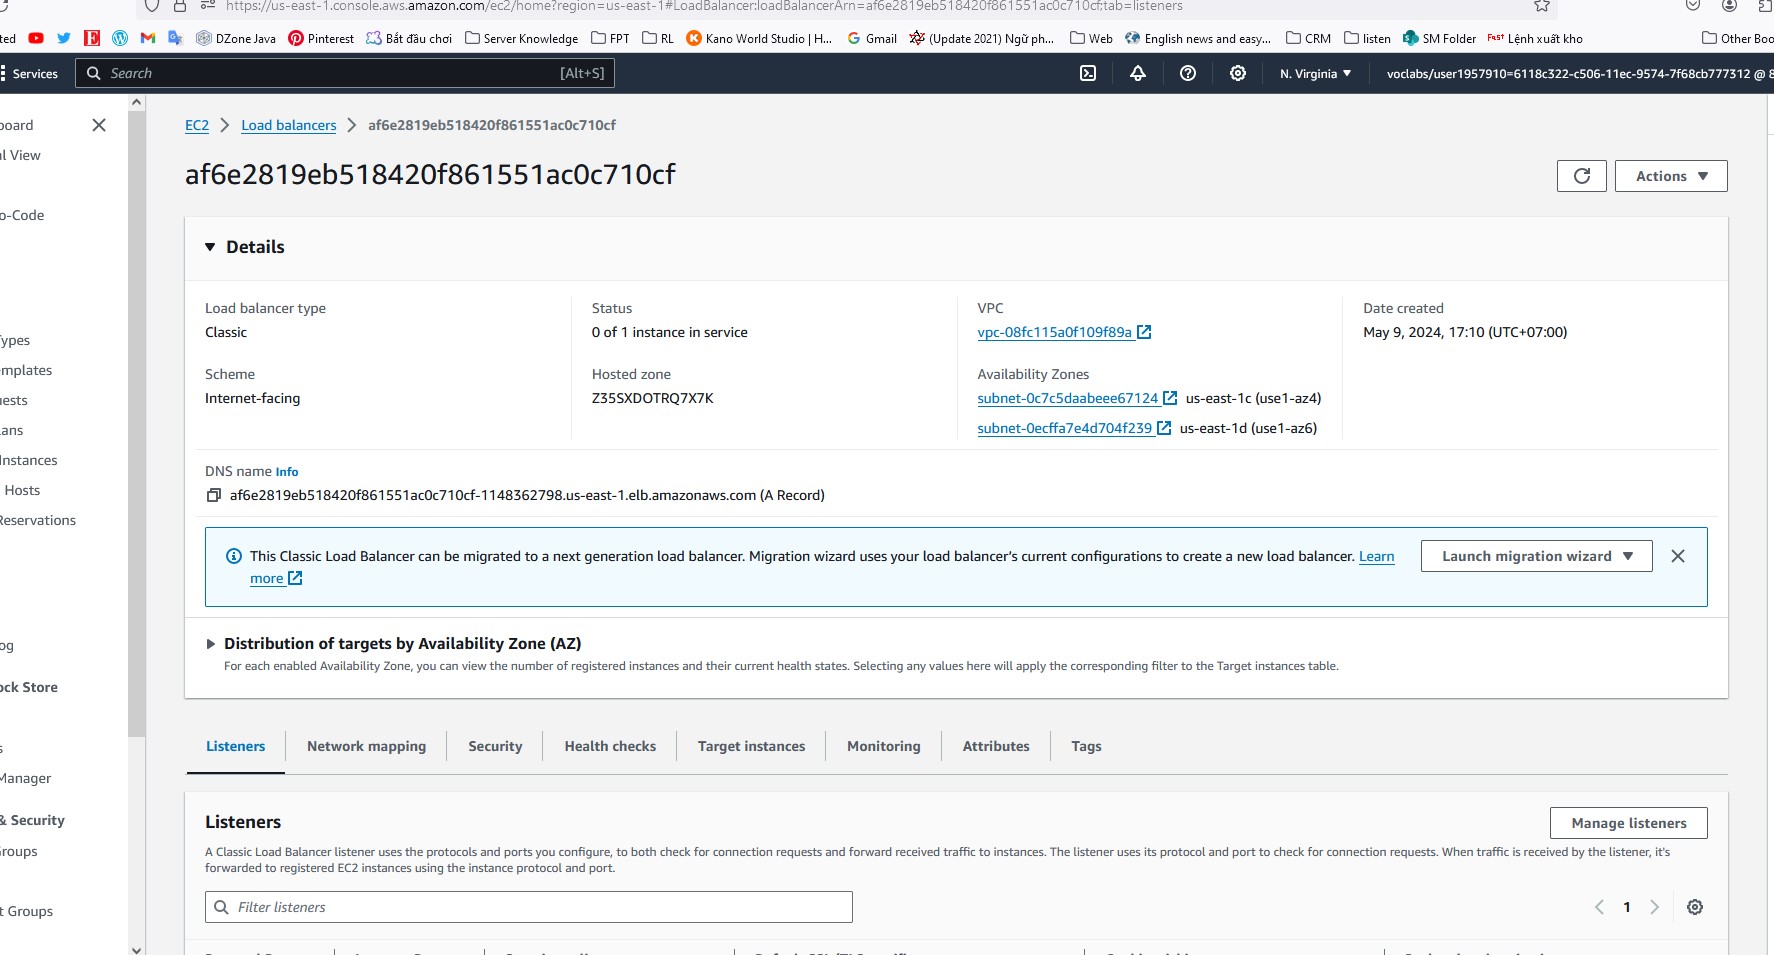 https://us-east-1.console.aws.amazon.com/ec2/home?region=us-east-1#LoadBalancer:loadBalancerArn=af6e2819eb518420f861551ac0c710cf;tab=listeners
ted DZone Java Pinterest Bắt đầu chơi Server Knowledge FPT RL Kano World Studio | H... Gmail (Update 2021) Ngữ ph... Web English news and easy... CRM listen SM Folder Fast Lệnh xuất kho Other Boo
Services Search [Alt+S] N. Virginia voclabs/user1957910=6118c322-c506-11ec-9574-7f68cb777312 @ 8
EC2 > Load balancers > af6e2819eb518420f861551ac0c710cf
oard
al View
o-Code
ypes
mplates
uests
lans
Instances
Hosts
Reservations
og
ock Store
s
Manager
& Security
roups
t Groups
af6e2819eb518420f861551ac0c710cf
Actions
Details
Load balancer type
Classic
Status
0 of 1 instance in service
VPC
vpc-08fc115a0f109f89a
Date created
May 9, 2024, 17:10 (UTC+07:00)
Scheme
Internet-facing
Hosted zone
Z35SXDOTRQ7X7K
Availability Zones
subnet-0c7c5daabeee67124 us-east-1c (use1-az4)
subnet-0ecffa7e4d704f239 us-east-1d (use1-az6)
DNS name Info
af6e2819eb518420f861551ac0c710cf-1148362798.us-east-1.elb.amazonaws.com (A Record)
This Classic Load Balancer can be migrated to a next generation load balancer. Migration wizard uses your load balancer's current configurations to create a new load balancer. Learn
more
Launch migration wizard
Distribution of targets by Availability Zone (AZ)
For each enabled Availability Zone, you can view the number of registered instances and their current health states. Selecting any values here will apply the corresponding filter to the Target instances table.
Listeners Network mapping Security Health checks Target instances Monitoring Attributes Tags
Listeners
Manage listeners
A Classic Load Balancer listener uses the protocols and ports you configure, to both check for connection requests and forward received traffic to instances. The listener uses its protocol and port to check for connection requests. When traffic is received by the listener, it's
forwarded to registered EC2 instances using the instance protocol and port.
Filter listeners
1